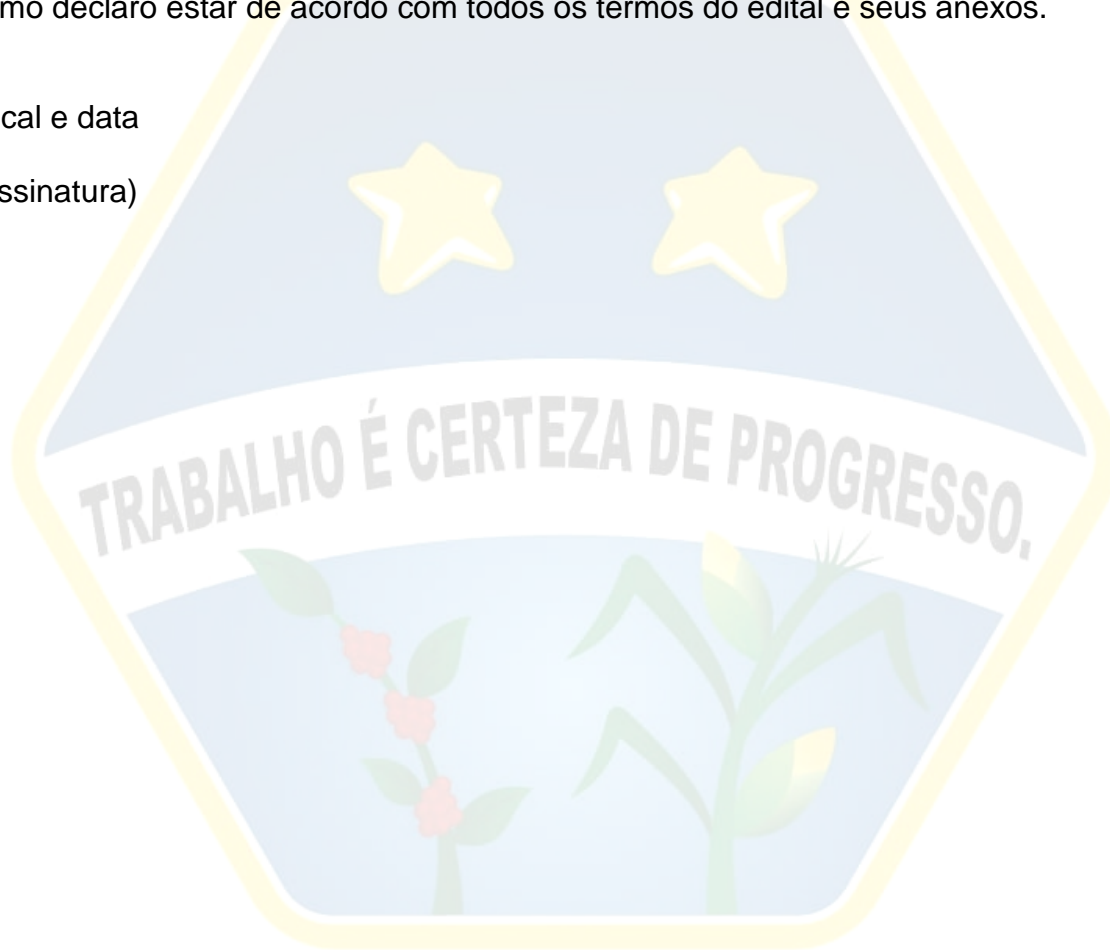 mo declaro estar de acordo com todos os termos do edital e seus anexos.
cal e data
ssinatura)
TRABALHO É CERTEZA DE PROGRESSO.